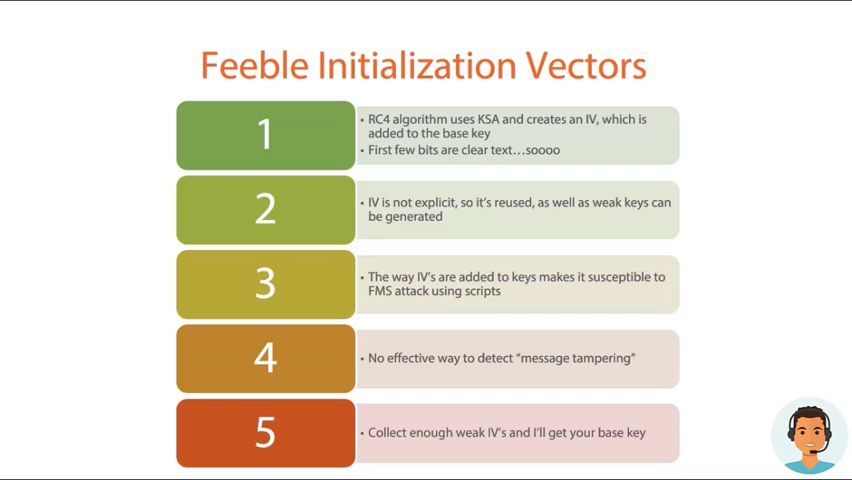 Feeble Initialization Vectors
1
• RC4 algorithm uses KSA and creates an IV, which is
added to the base key
• First few bits are clear text…soooo
2
• IV is not explicit, so it's reused, as well as weak keys can
be generated
3
• The way IV's are added to keys makes it susceptible to
FMS attack using scripts
4
• No effective way to detect “message tampering”
5
• Collect enough weak IV's and I'll get your base key